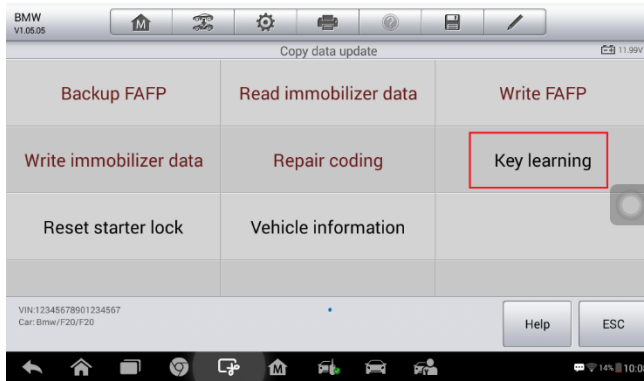 BMW
V1.05.05
Copy data update
11.99V
Backup FAFP
Read immobilizer data
Write FAFP
Write immobilizer data
Repair coding
Key learning
Reset starter lock
Vehicle information
VIN:12345678901234567
Car: Bmw/F20/F20
Help
ESC
14%